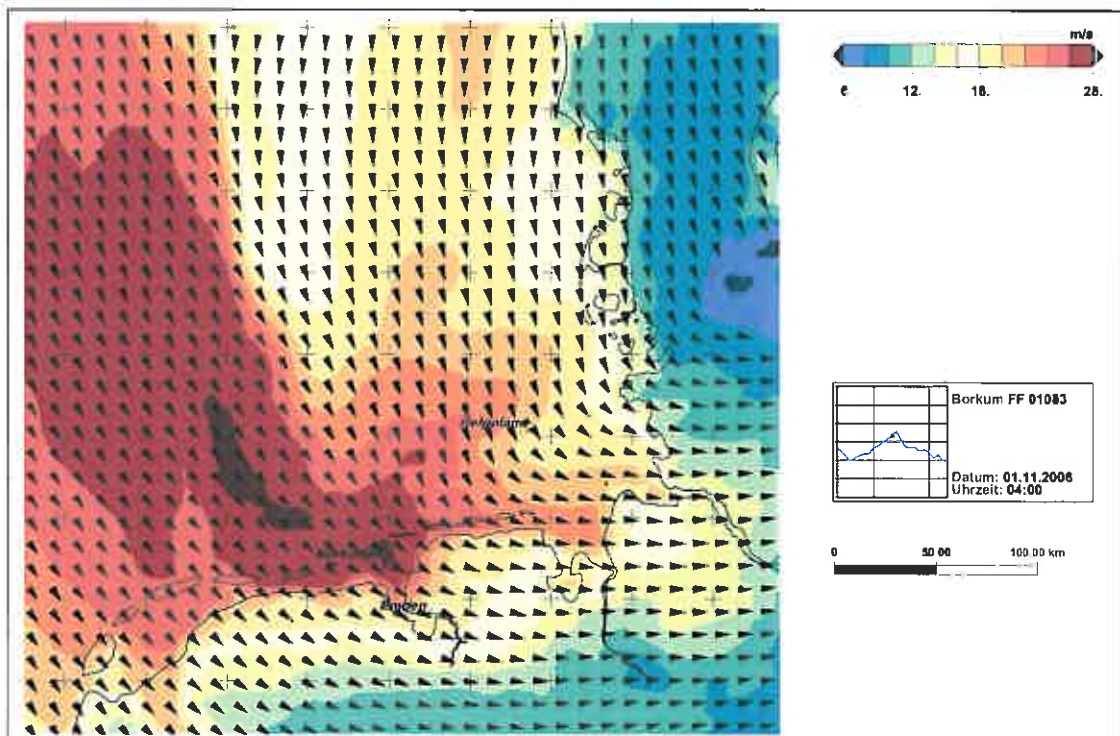 m/s
6 12. 18. 28.
Helgoland
Borkum FF 01083
Datum: 01.11.2006
Uhrzeit: 04:00
0 50.00 100.00 km
Emden